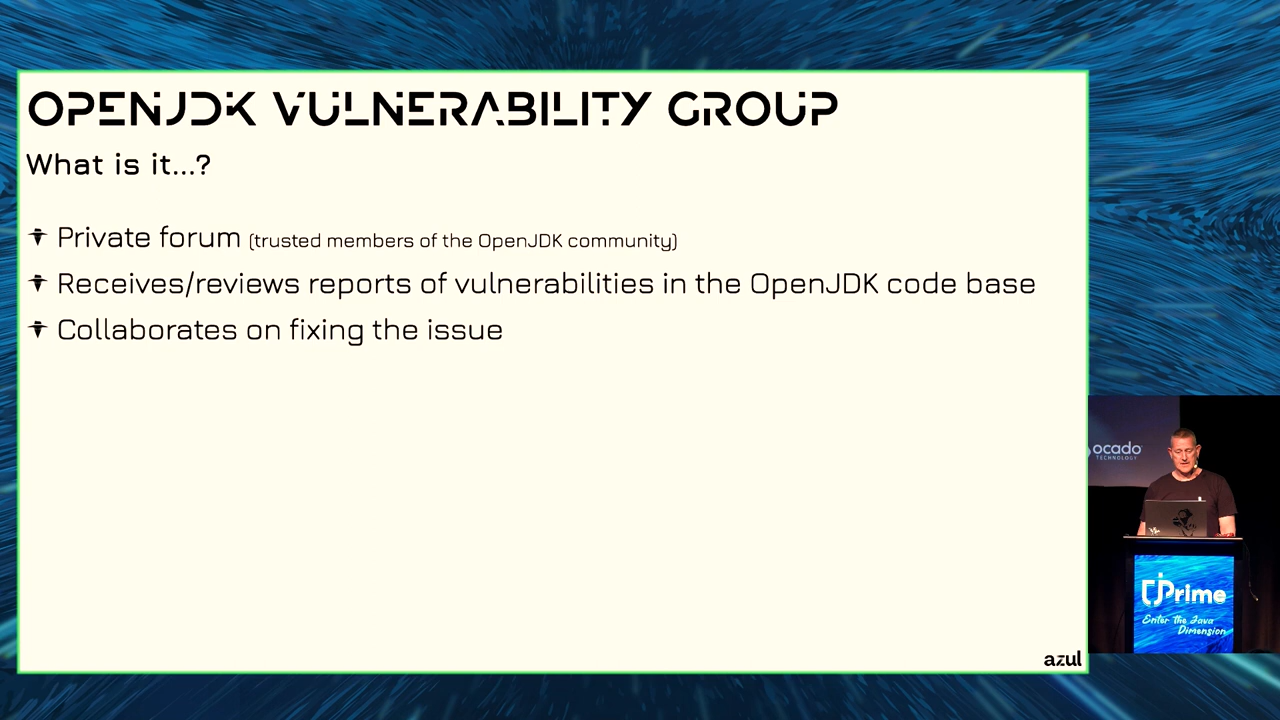 OPENJDK VULNERABILITY GROUP
What is it...?
Private forum (trusted members of the OpenJDK community)
Receives/reviews reports of vulnerabilities in the OpenJDK code base
Collaborates on fixing the issue
azul
ocado
TECHNOLOGY
JPrime
Enter The Java
Dimension